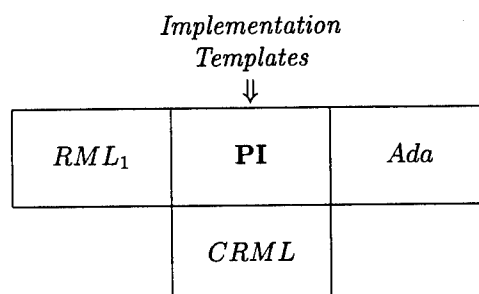 Implementation
Templates
⇓
RML₁ PI Ada
CRML